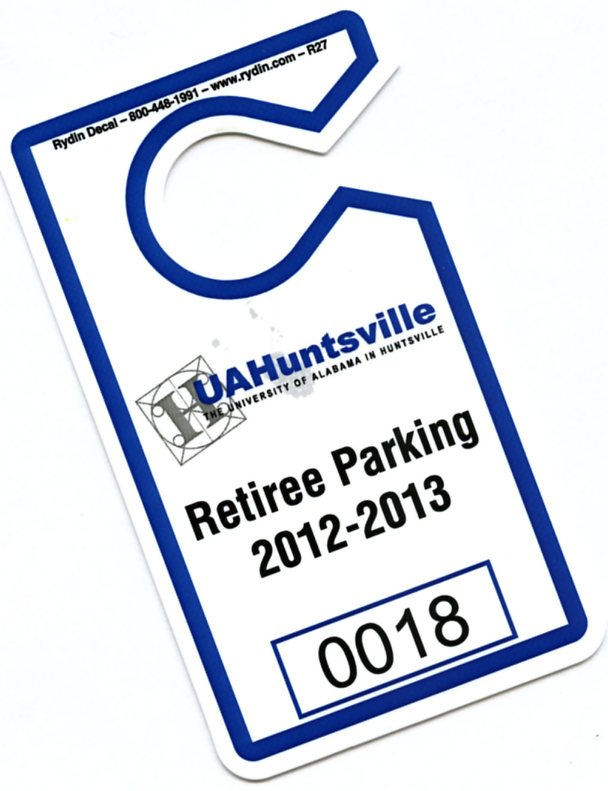 Rydin Decal – 800-448-1991 – www.rydin.com – R27
UAHuntsville
THE UNIVERSITY OF ALABAMA IN HUNTSVILLE
Retiree Parking
2012-2013
0018